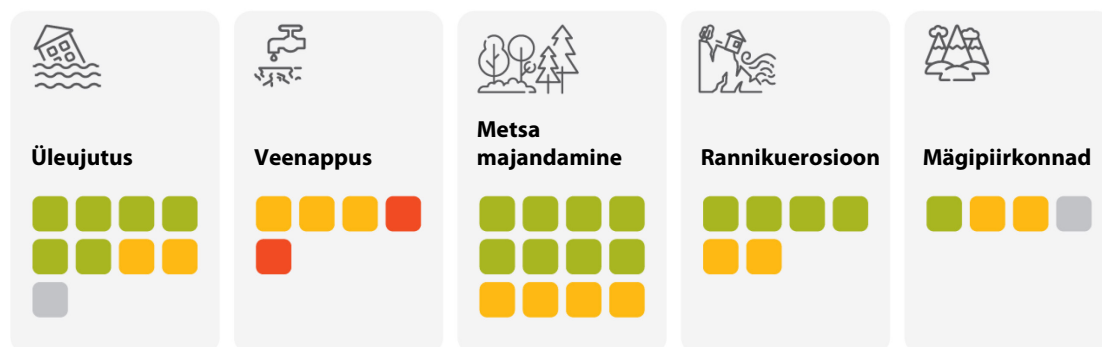 Üleujutus
Veenappus
Metsa
majandamine
Rannikuerosioon
Mägipiirkonnad